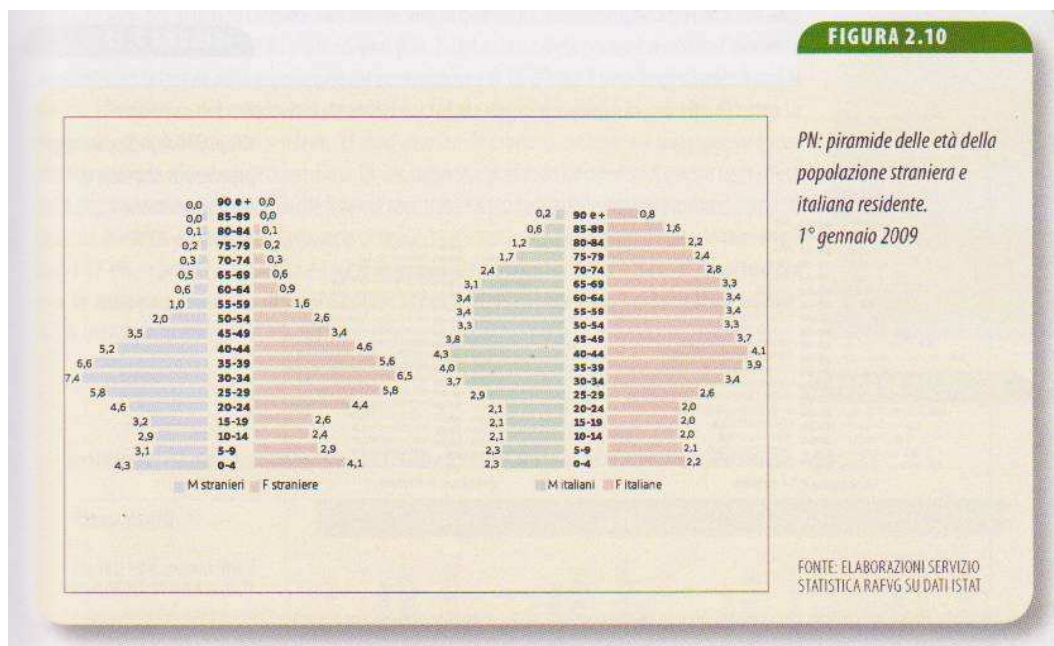 FIGURA 2.10
PN: piramide delle età della
popolazione straniera e
italiana residente.
1° gennaio 2009
0,0 90 e + 0,0
0,0 85-89 0,0
0,1 80-84 0,1
0,2 75-79 0,2
0,3 70-74 0,3
0,5 65-69 0,6
0,6 60-64 0,9
1,0 55-59 1,6
2,0 50-54 2,6
3,5 45-49 3,4
5,2 40-44 4,6
6,6 35-39 5,6
7,4 30-34 6,5
5,8 25-29 5,8
4,6 20-24 4,4
3,2 15-19 2,6
2,9 10-14 2,4
3,1 5-9 2,9
4,3 0-4 4,1
M stranieri F straniere
0,2 90 e + 0,8
0,6 85-89 1,6
1,2 80-84 2,2
1,7 75-79 2,4
2,4 70-74 2,8
3,1 65-69 3,3
3,4 60-64 3,4
3,4 55-59 3,4
3,3 50-54 3,3
3,8 45-49 3,7
4,3 40-44 4,1
4,0 35-39 3,9
3,7 30-34 3,4
2,9 25-29 2,6
2,1 20-24 2,0
2,1 15-19 2,0
2,1 10-14 2,0
2,3 5-9 2,1
2,3 0-4 2,2
M italiani F italiane
FONTE: ELABORAZIONI SERVIZIO
STATISTICA RAFVG SU DATI ISTAT